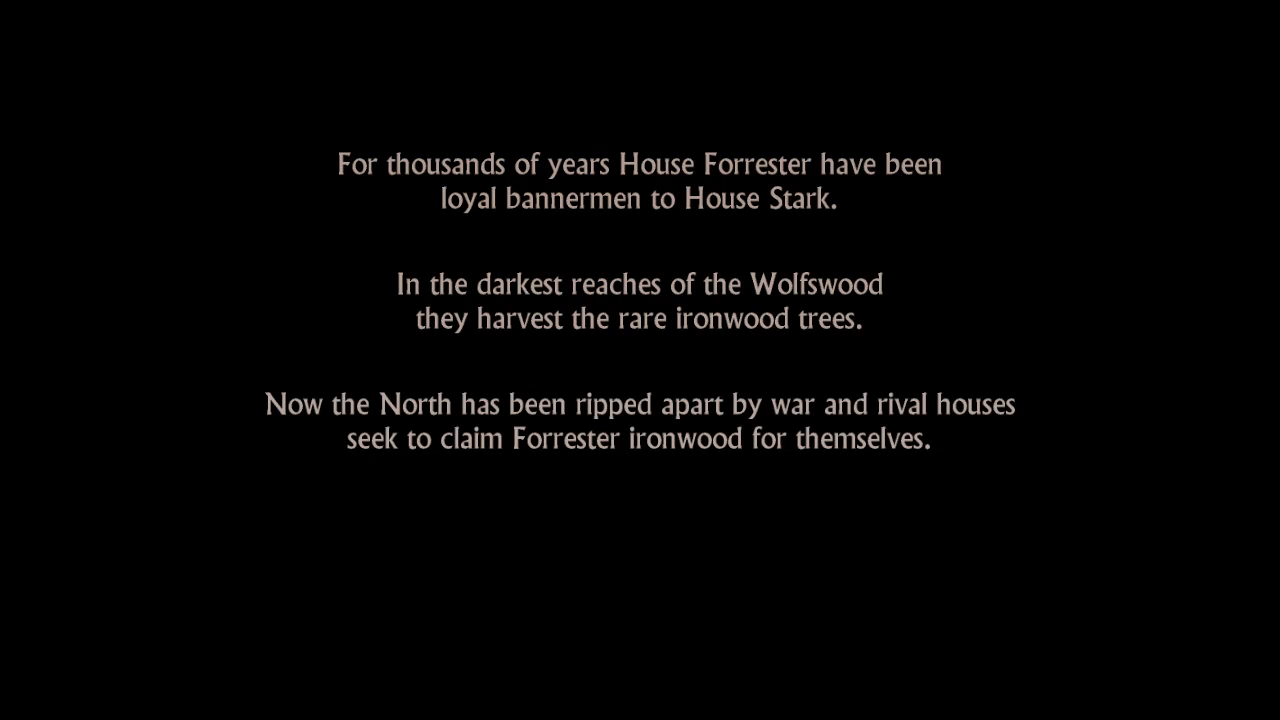 For thousands of years House Forrester have been
loyal bannermen to House Stark.
In the darkest reaches of the Wolfswood
they harvest the rare ironwood trees.
Now the North has been ripped apart by war and rival houses
seek to claim Forrester ironwood for themselves.